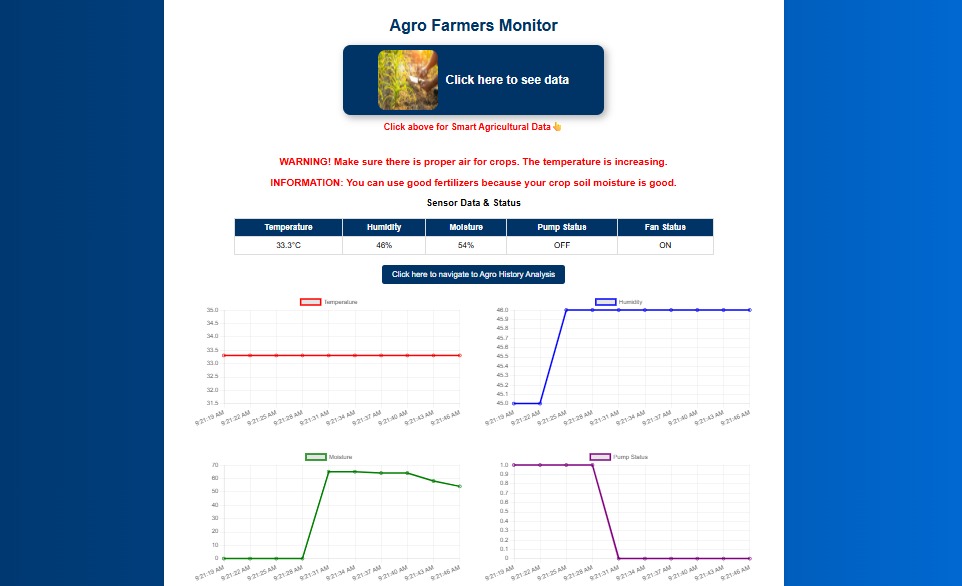 Agro Farmers Monitor
Click here to see data
Click above for Smart Agricultural Data👆
WARNING! Make sure there is proper air for crops. The temperature is increasing.
INFORMATION: You can use good fertilizers because your crop soil moisture is good.
Sensor Data & Status
Temperature Humidity Moisture Pump Status Fan Status
33.3°C 46% 54% OFF ON
Click here to navigate to Agro History Analysis
Temperature
35.0
34.5
34.0
33.5
33.0
32.5
32.0
31.5
9:21:19 AM 9:21:22 AM 9:21:25 AM 9:21:28 AM 9:21:31 AM 9:21:34 AM 9:21:37 AM 9:21:40 AM 9:21:43 AM 9:21:46 AM
Humidity
46.0
45.9
45.8
45.7
45.6
45.5
45.4
45.3
45.2
45.1
45.0
9:21:19 AM 9:21:22 AM 9:21:25 AM 9:21:28 AM 9:21:31 AM 9:21:34 AM 9:21:37 AM 9:21:40 AM 9:21:43 AM 9:21:46 AM
Moisture
70
60
50
40
30
20
10
0
9:21:19 AM 9:21:22 AM 9:21:25 AM 9:21:28 AM 9:21:31 AM 9:21:34 AM 9:21:37 AM 9:21:40 AM 9:21:43 AM 9:21:46 AM
Pump Status
1.0
0.9
0.8
0.7
0.6
0.5
0.4
0.3
0.2
0.1
0
9:21:19 AM 9:21:22 AM 9:21:25 AM 9:21:28 AM 9:21:31 AM 9:21:34 AM 9:21:37 AM 9:21:40 AM 9:21:43 AM 9:21:46 AM